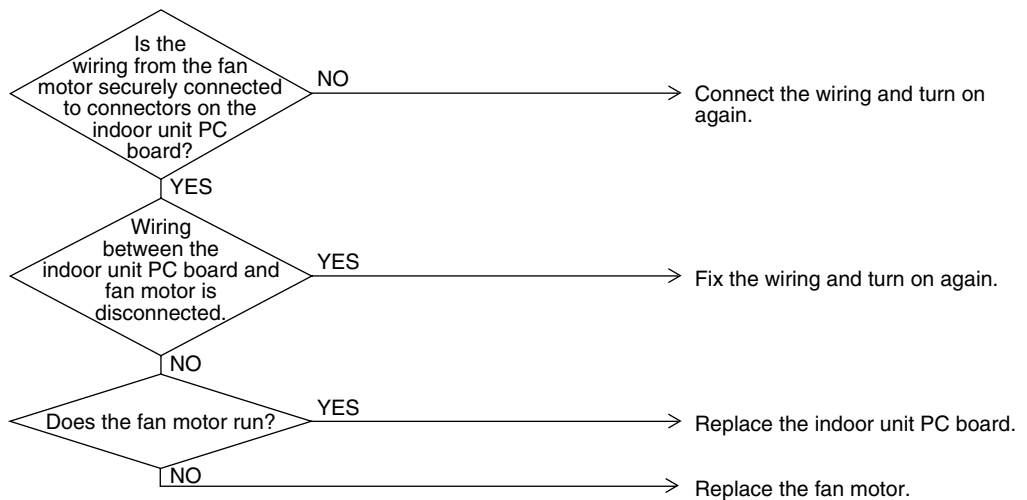 Is the
wiring from the fan
motor securely connected
to connectors on the
indoor unit PC
board?
NO
Connect the wiring and turn on
again.
YES
Wiring
between the
indoor unit PC board and
fan motor is
disconnected.
YES
Fix the wiring and turn on again.
NO
Does the fan motor run?
YES
Replace the indoor unit PC board.
NO
Replace the fan motor.